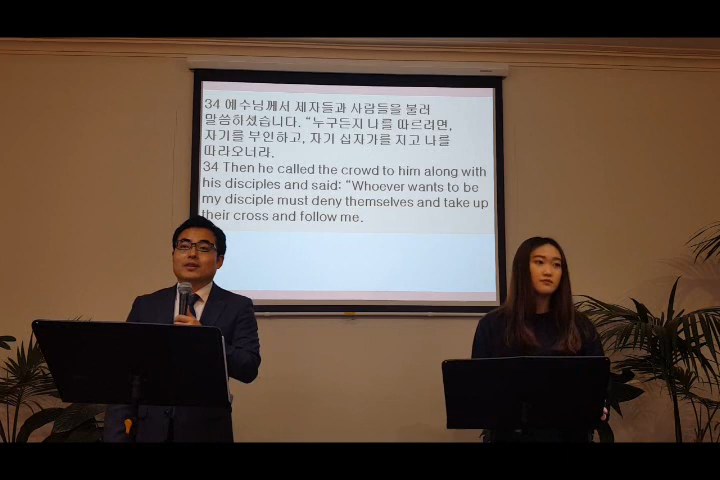 34 예수님께서 제자들과 사람들을 불러
말씀하셨습니다. “누구든지 나를 따르려면,
자기를 부인하고, 자기 십자가를 지고 나를
따라오너라.
34 Then he called the crowd to him along with
his disciples and said: “Whoever wants to be
my disciple must deny themselves and take up
their cross and follow me.